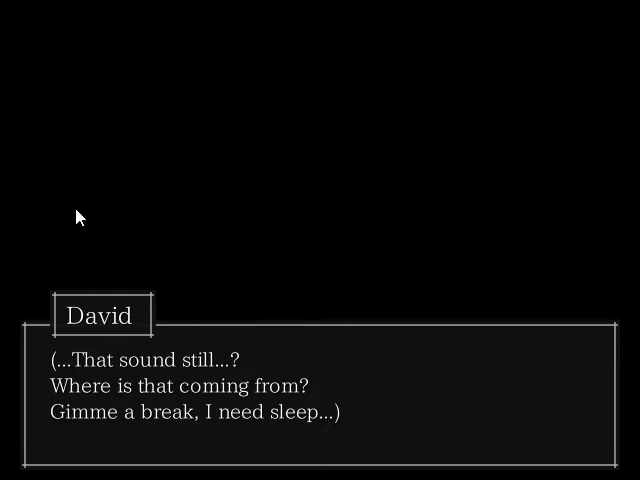 David
(...That sound still...?
Where is that coming from?
Gimme a break, I need sleep...)